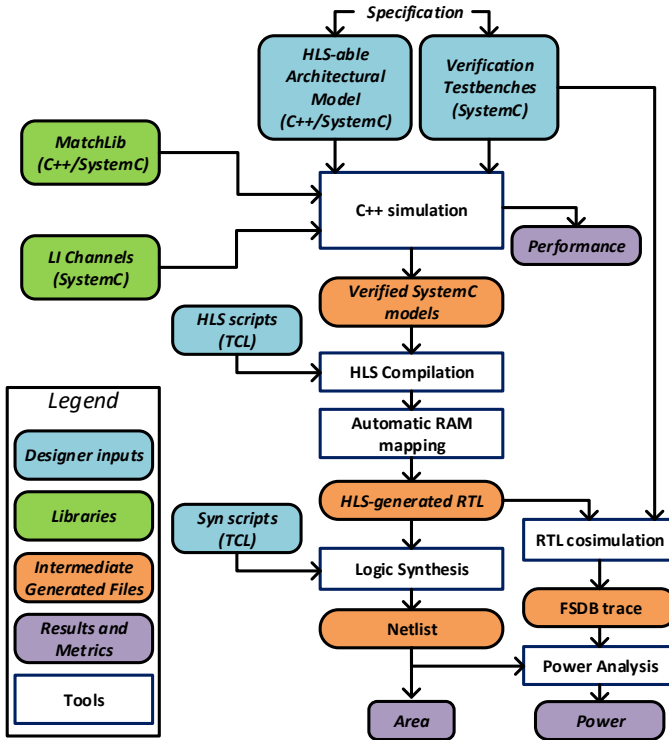 Specification
HLS-able
Architectural
Model
(C++/SystemC)
Verification
Testbenches
(SystemC)
MatchLib
(C++/SystemC)
C++ simulation
Performance
LI Channels
(SystemC)
Verified SystemC
models
HLS scripts
(TCL)
HLS Compilation
Automatic RAM
mapping
HLS-generated RTL
Syn scripts
(TCL)
RTL cosimulation
Logic Synthesis
FSDB trace
Netlist
Power Analysis
Area
Power
Legend
Designer inputs
Libraries
Intermediate
Generated Files
Results and
Metrics
Tools